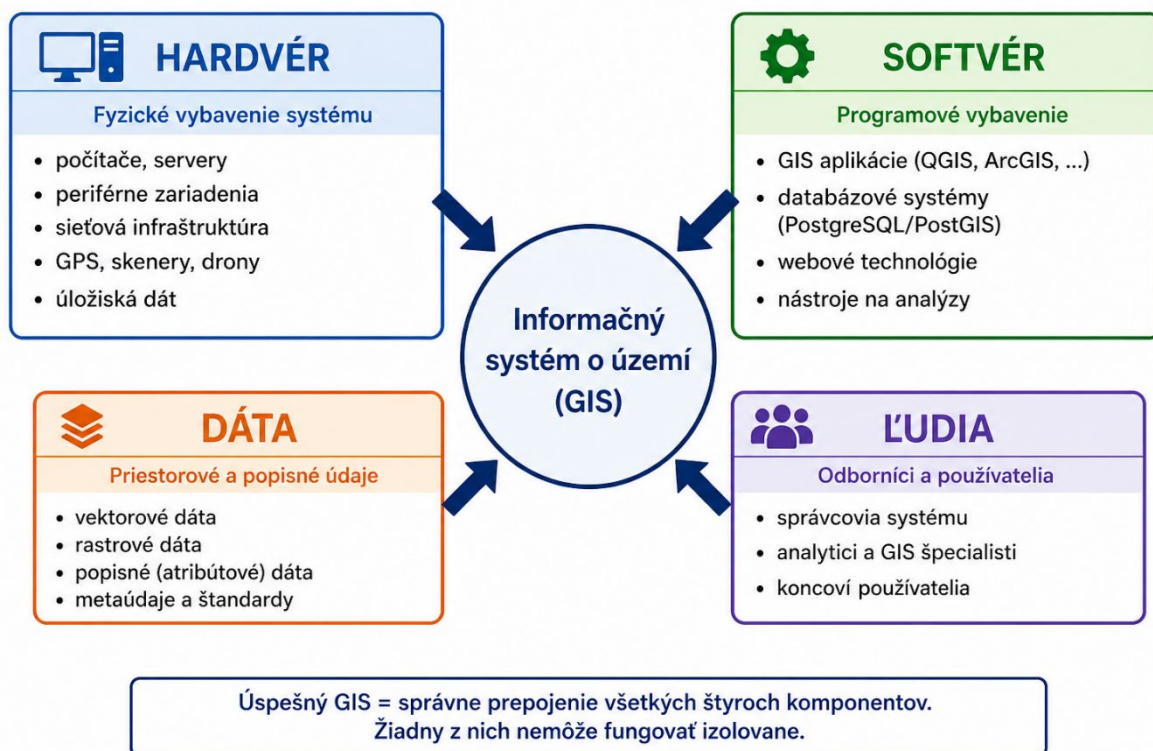 HARDVÉR
Fyzické vybavenie systému
• počítače, servery
• periférne zariadenia
• sieťová infraštruktúra
• GPS, skenery, drony
• úložiská dát
SOFTVÉR
Programové vybavenie
• GIS aplikácie (QGIS, ArcGIS, ...)
• databázové systémy
(PostgreSQL/PostGIS)
• webové technológie
• nástroje na analýzy
Informačný
systém o území
(GIS)
DÁTA
Priestorové a popisné údaje
• vektorové dáta
• rastrové dáta
• popisné (atribútové) dáta
• metaúdaje a štandardy
ĽUDIA
Odborníci a používatelia
• správcovia systému
• analytici a GIS špecialisti
• koncoví používatelia
Úspešný GIS = správne prepojenie všetkých štyroch komponentov.
Žiadny z nich nemôže fungovať izolovane.